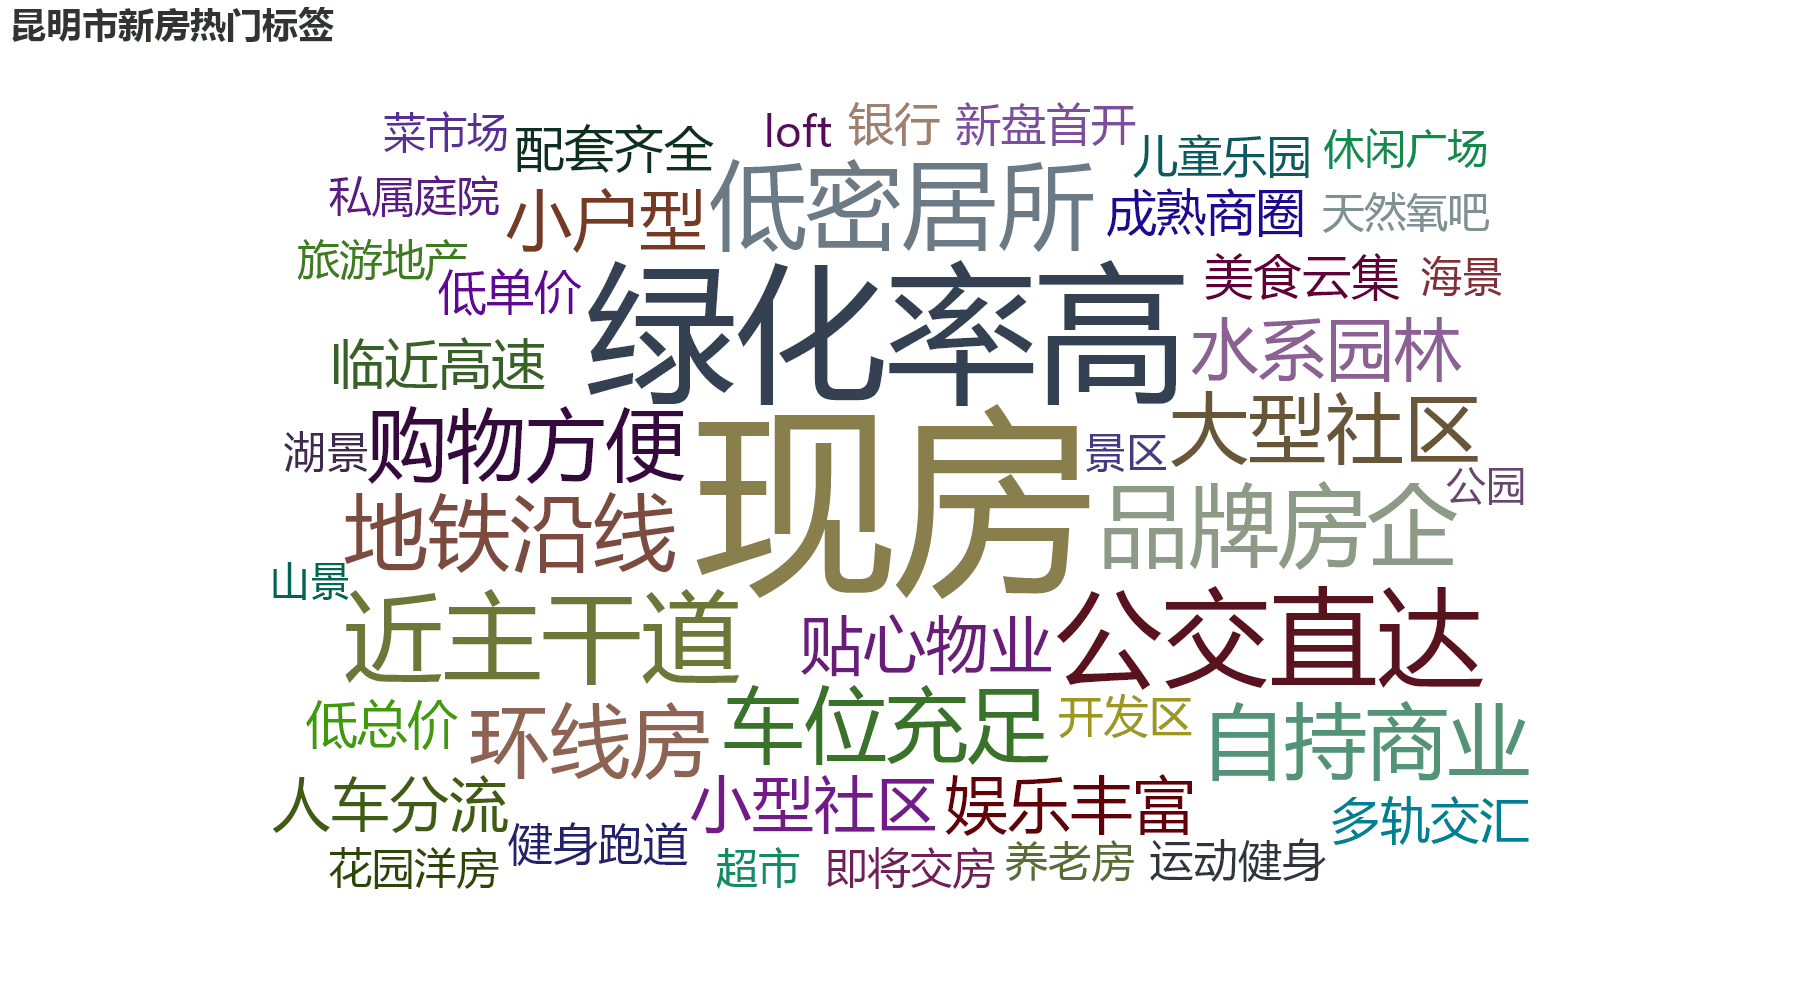 昆明市新房热门标签
菜市场
配套齐全
loft
银行
新盘首开
儿童乐园
休闲广场
私属庭院
小户型
低密居所
成熟商圈
天然氧吧
旅游地产
低单价
绿化率高
美食云集
海景
临近高速
水系园林
湖景
购物方便
现房
景区
大型社区
公园
地铁沿线
品牌房企
山景
近主干道
贴心物业
公交直达
低总价
环线房
车位充足
开发区
自持商业
人车分流
小型社区
娱乐丰富
多轨交汇
花园洋房
健身跑道
超市
即将交房
养老房
运动健身